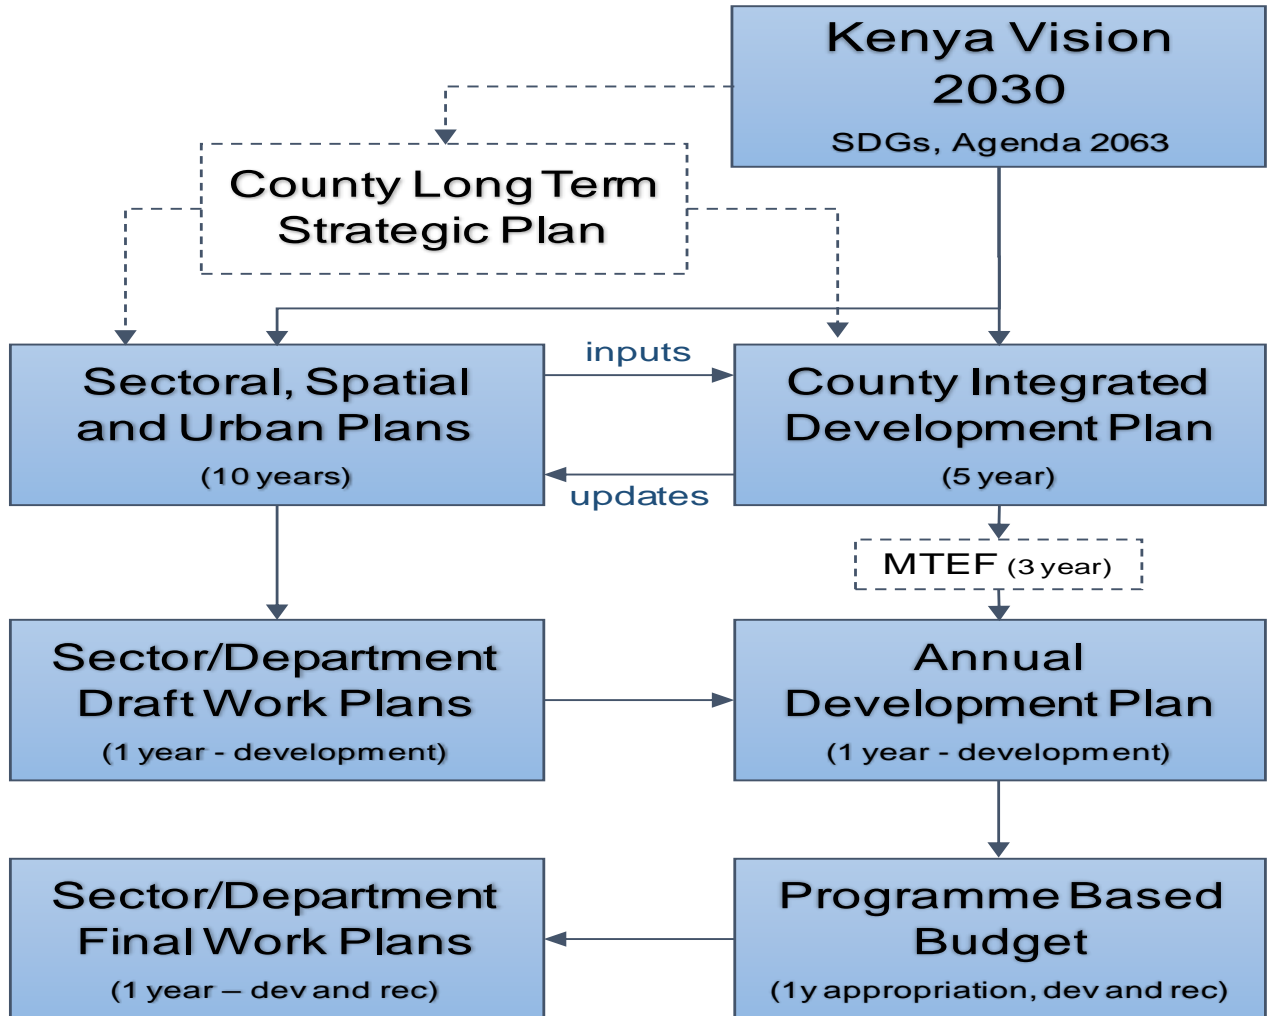 Kenya Vision
2030
SDGs, Agenda 2063
County Long Term
Strategic Plan
Sectoral, Spatial
and Urban Plans
(10 years)
inputs
updates
County Integrated
Development Plan
(5 year)
MTEF (3 year)
Sector/Department
Draft Work Plans
(1 year - development)
Annual
Development Plan
(1 year - development)
Sector/Department
Final Work Plans
(1 year – dev and rec)
Programme Based
Budget
(1y appropriation, dev and rec)